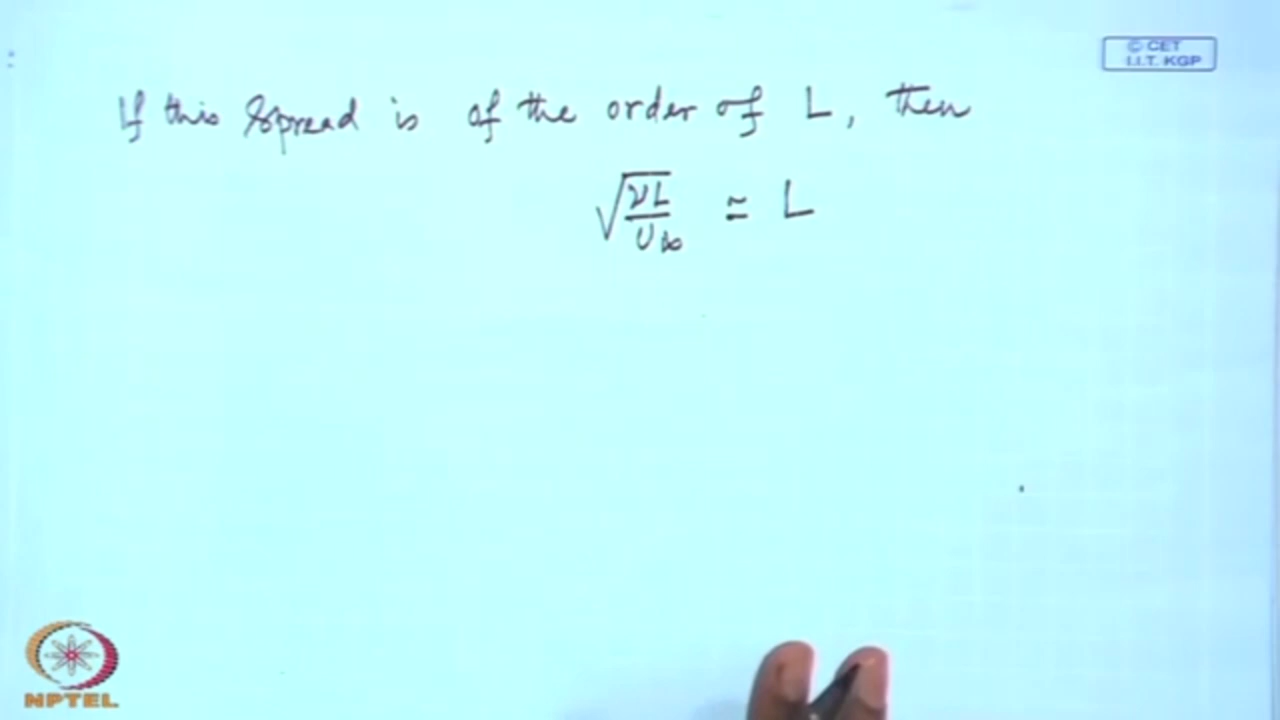 © CET
I.I.T. KGP
If this spread is of the order of L, then
√(νL/U∞) ≃ L
NPTEL